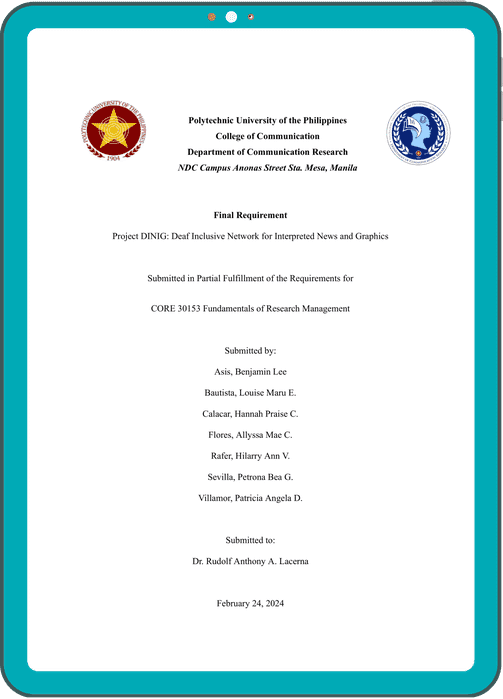 POLYTECHNIC UNIVERSITY OF THE PHILIPPINES
1904
Polytechnic University of the Philippines
College of Communication
Department of Communication Research
NDC Campus Anonas Street Sta. Mesa, Manila
Final Requirement
Project DINIG: Deaf Inclusive Network for Interpreted News and Graphics
Submitted in Partial Fulfillment of the Requirements for
CORE 30153 Fundamentals of Research Management
Submitted by:
Asis, Benjamin Lee
Bautista, Louise Maru E.
Calacar, Hannah Praise C.
Flores, Allyssa Mae C.
Rafer, Hilarry Ann V.
Sevilla, Petrona Bea G.
Villamor, Patricia Angela D.
Submitted to:
Dr. Rudolf Anthony A. Lacerna
February 24, 2024